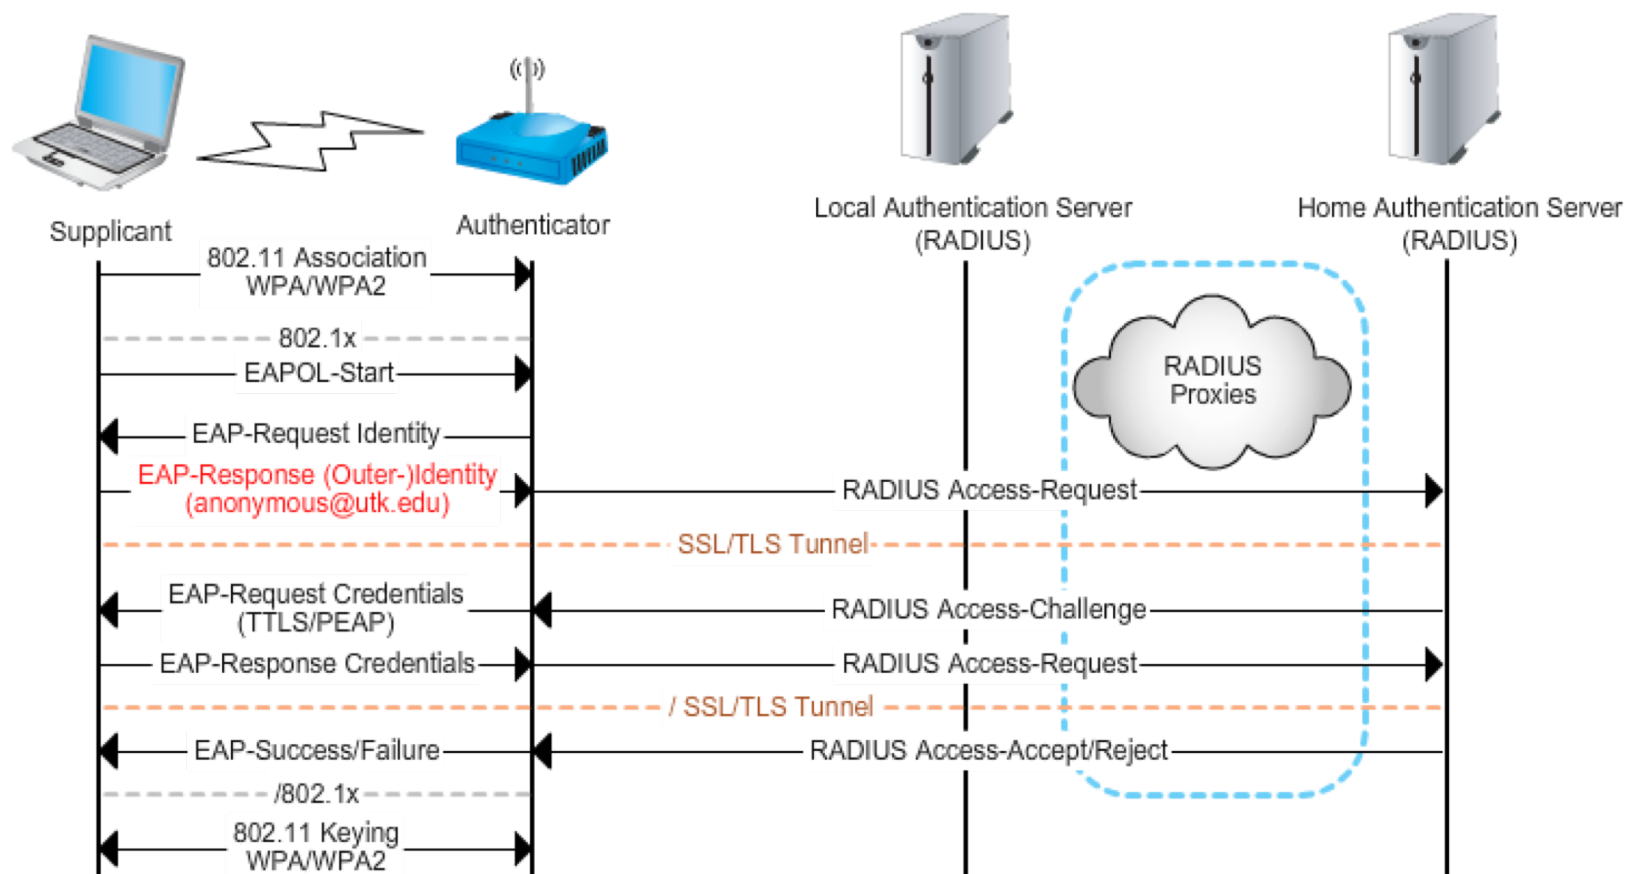 Supplicant
Authenticator
Local Authentication Server
(RADIUS)
Home Authentication Server
(RADIUS)
802.11 Association
WPA/WPA2
802.1x
EAPOL-Start
RADIUS
Proxies
EAP-Request Identity
EAP-Response (Outer-)Identity
(anonymous@utk.edu)
RADIUS Access-Request
SSL/TLS Tunnel
EAP-Request Credentials
(TTLS/PEAP)
RADIUS Access-Challenge
EAP-Response Credentials
RADIUS Access-Request
/ SSL/TLS Tunnel
EAP-Success/Failure
RADIUS Access-Accept/Reject
/802.1x
802.11 Keying
WPA/WPA2